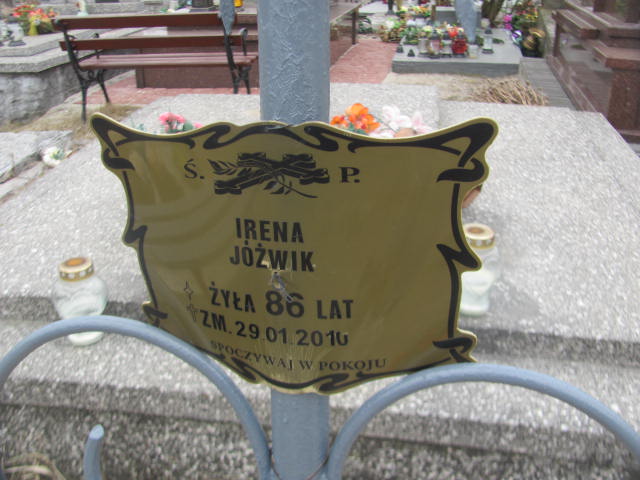 Ś. P.
IRENA
JÓŹWIK
ŻYŁA 86 LAT
ZM. 29.01.2010
SPOCZYWAJ W POKOJU